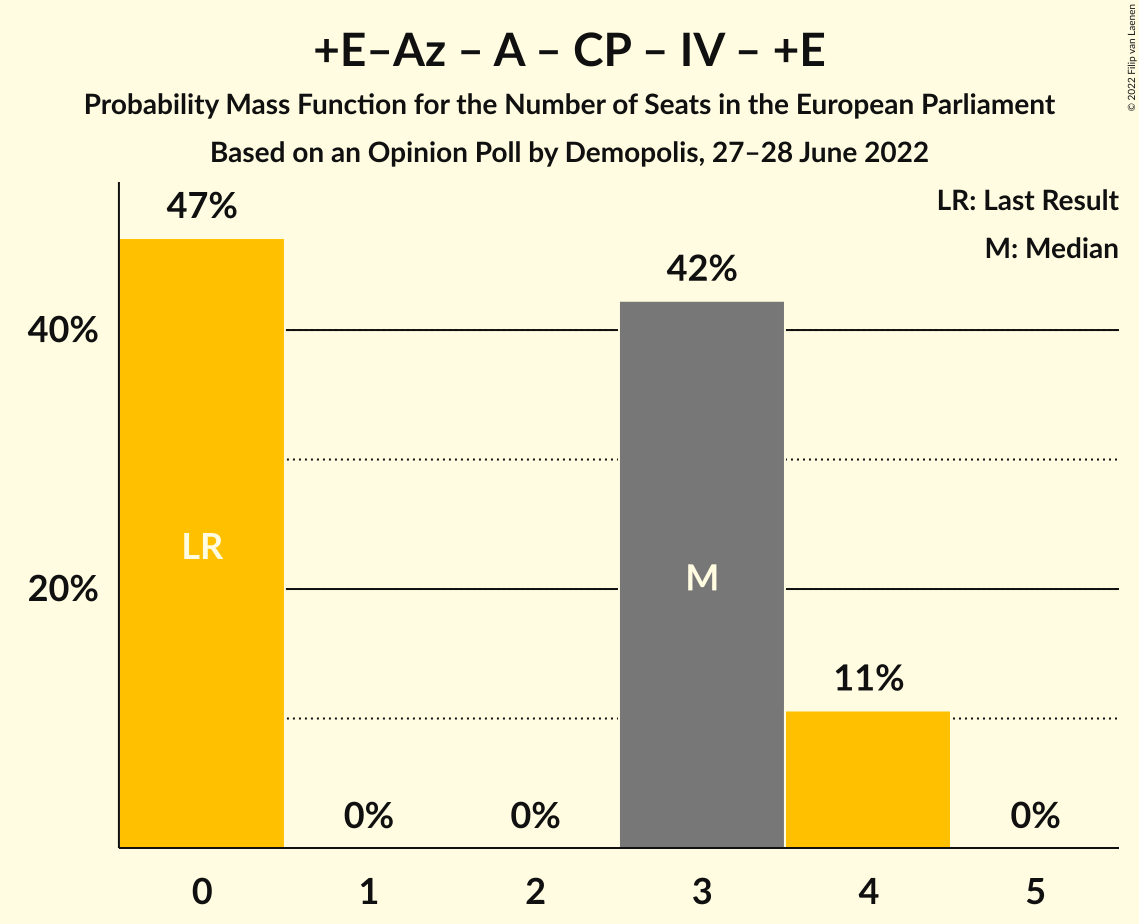 +E–Az – A – CP – IV – +E
Probability Mass Function for the Number of Seats in the European Parliament
Based on an Opinion Poll by Demopolis, 27–28 June 2022
© 2022 Filip van Laenen
LR: Last Result
M: Median
47%
42%
40%
LR
M
20%
11%
0%
0%
0%
0
1
2
3
4
5